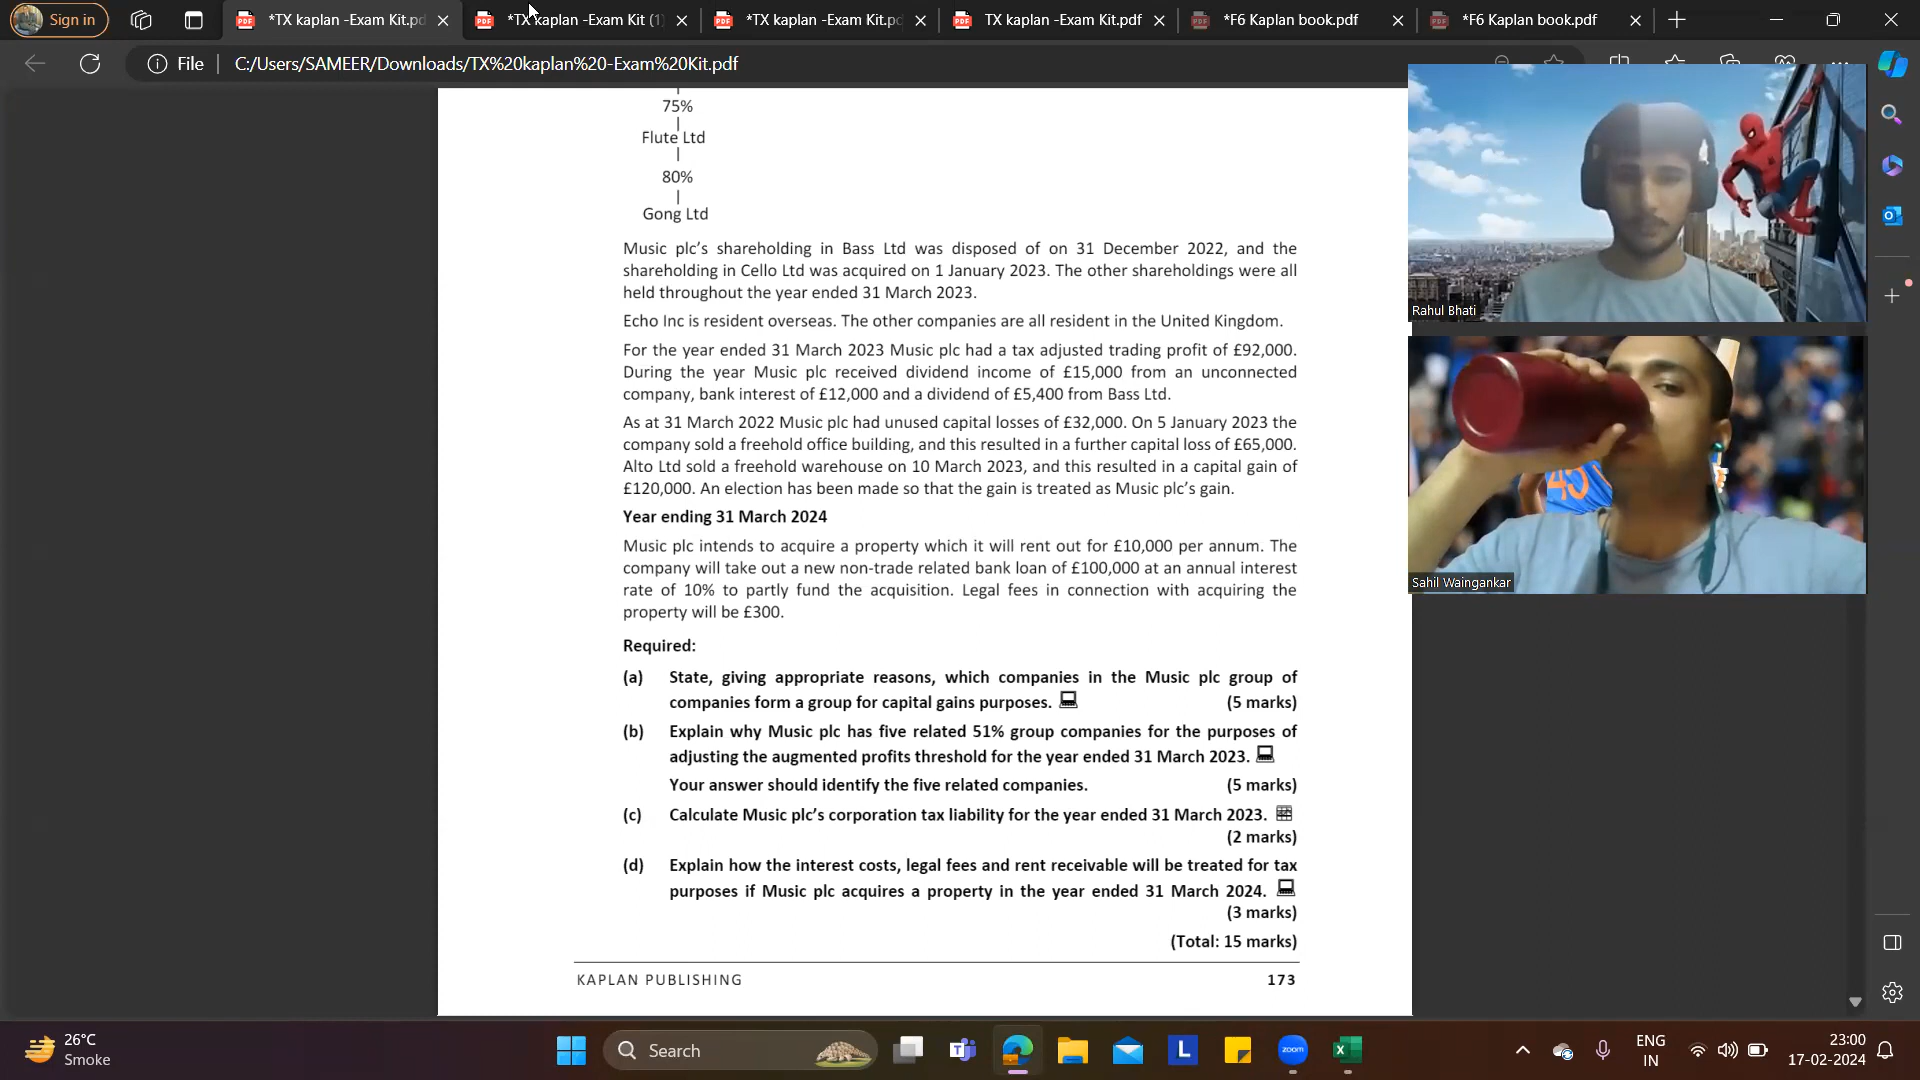 Sign in
*TX kaplan -Exam Kit.pd
*TX kaplan -Exam Kit (1)
*TX kaplan -Exam Kit.pd
TX kaplan -Exam Kit.pdf
*F6 Kaplan book.pdf
*F6 Kaplan book.pdf
File
C:/Users/SAMEER/Downloads/TX%20kaplan%20-Exam%20Kit.pdf
75%
Flute Ltd
80%
Gong Ltd
Music plc's shareholding in Bass Ltd was disposed of on 31 December 2022, and the
shareholding in Cello Ltd was acquired on 1 January 2023. The other shareholdings were all
held throughout the year ended 31 March 2023.
Echo Inc is resident overseas. The other companies are all resident in the United Kingdom.
For the year ended 31 March 2023 Music plc had a tax adjusted trading profit of £92,000.
During the year Music plc received dividend income of £15,000 from an unconnected
company, bank interest of £12,000 and a dividend of £5,400 from Bass Ltd.
As at 31 March 2022 Music plc had unused capital losses of £32,000. On 5 January 2023 the
company sold a freehold office building, and this resulted in a further capital loss of £65,000.
Alto Ltd sold a freehold warehouse on 10 March 2023, and this resulted in a capital gain of
£120,000. An election has been made so that the gain is treated as Music plc's gain.
Year ending 31 March 2024
Music plc intends to acquire a property which it will rent out for £10,000 per annum. The
company will take out a new non-trade related bank loan of £100,000 at an annual interest
rate of 10% to partly fund the acquisition. Legal fees in connection with acquiring the
property will be £300.
Required:
(a) State, giving appropriate reasons, which companies in the Music plc group of
companies form a group for capital gains purposes. (5 marks)
(b) Explain why Music plc has five related 51% group companies for the purposes of
adjusting the augmented profits threshold for the year ended 31 March 2023.
Your answer should identify the five related companies. (5 marks)
(c) Calculate Music plc's corporation tax liability for the year ended 31 March 2023.
(2 marks)
(d) Explain how the interest costs, legal fees and rent receivable will be treated for tax
purposes if Music plc acquires a property in the year ended 31 March 2024.
(3 marks)
(Total: 15 marks)
KAPLAN PUBLISHING 173
Rahul Bhati
45
Sahil Waingankar
26°C
Smoke
Search
L
zoom
ENG
IN
23:00
17-02-2024